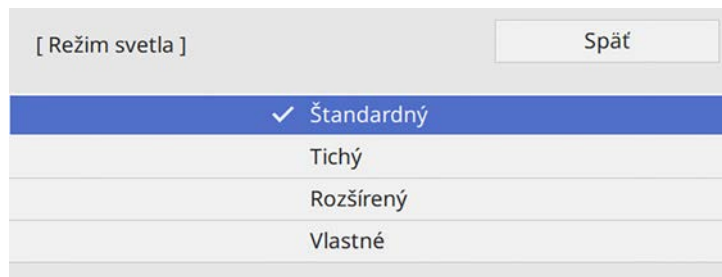 [ Režim svetla ]
Späť
Štandardný
Tichý
Rozšírený
Vlastné